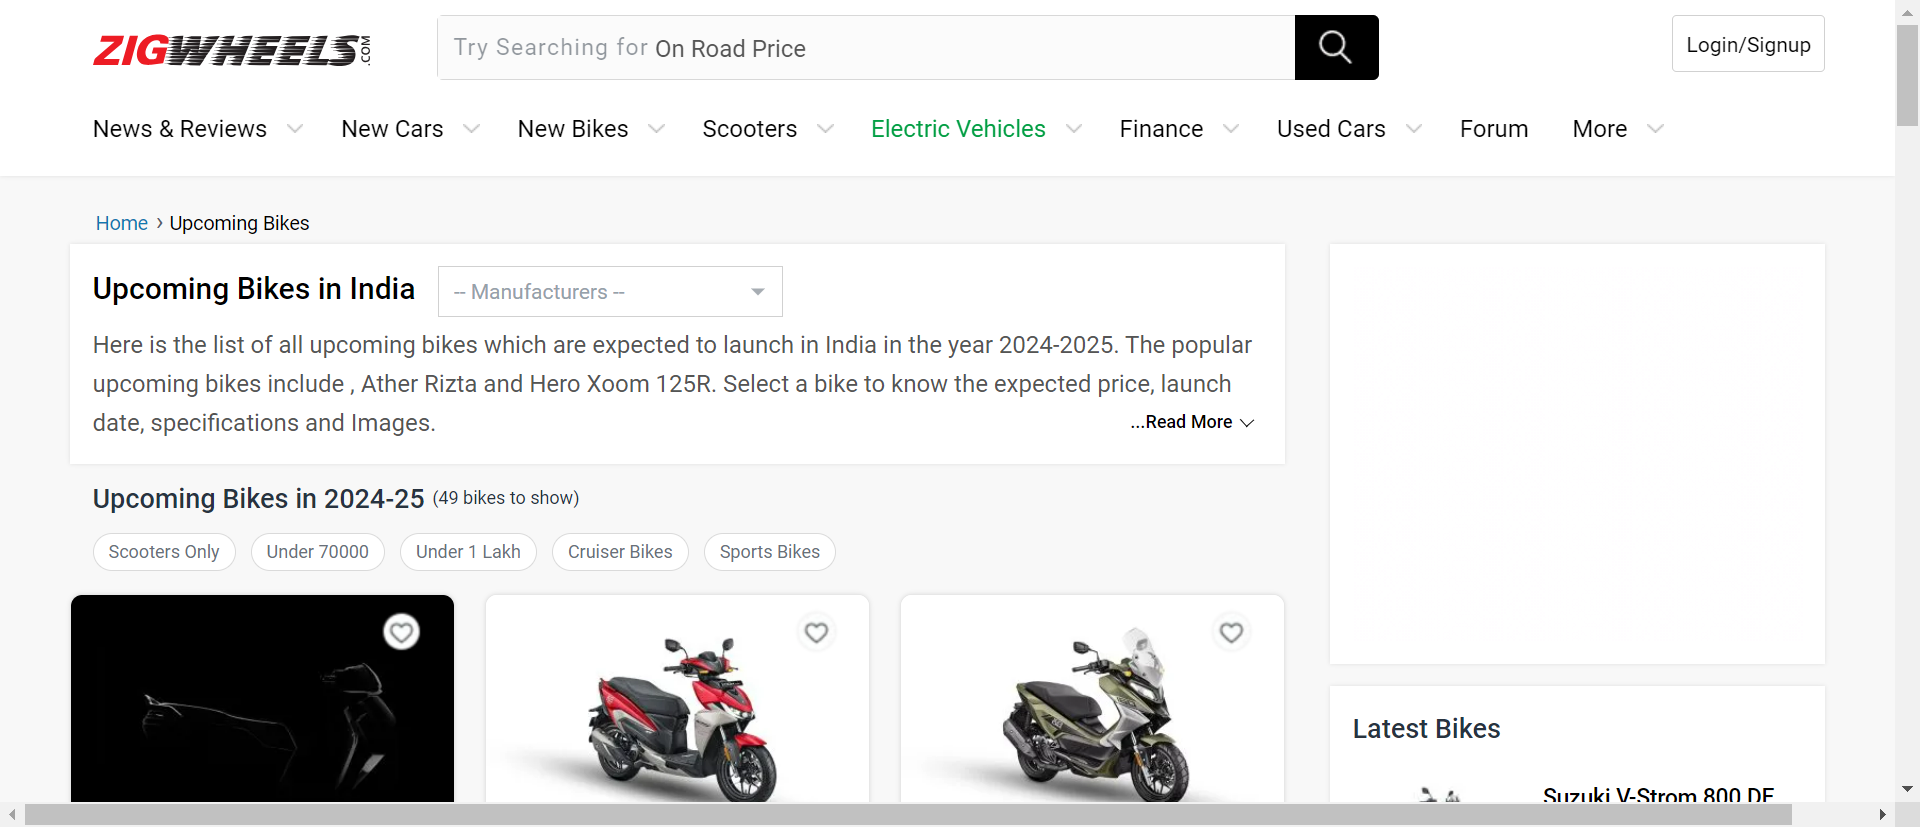 ZIGWHEELS.COM
Try Searching for On Road Price
Login/Signup
News & Reviews
New Cars
New Bikes
Scooters
Electric Vehicles
Finance
Used Cars
Forum
More
Home › Upcoming Bikes
Upcoming Bikes in India
-- Manufacturers --
Here is the list of all upcoming bikes which are expected to launch in India in the year 2024-2025. The popular
upcoming bikes include , Ather Rizta and Hero Xoom 125R. Select a bike to know the expected price, launch
date, specifications and Images.
...Read More
Upcoming Bikes in 2024-25 (49 bikes to show)
Scooters Only
Under 70000
Under 1 Lakh
Cruiser Bikes
Sports Bikes
Latest Bikes
Suzuki V-Strom 800 DE